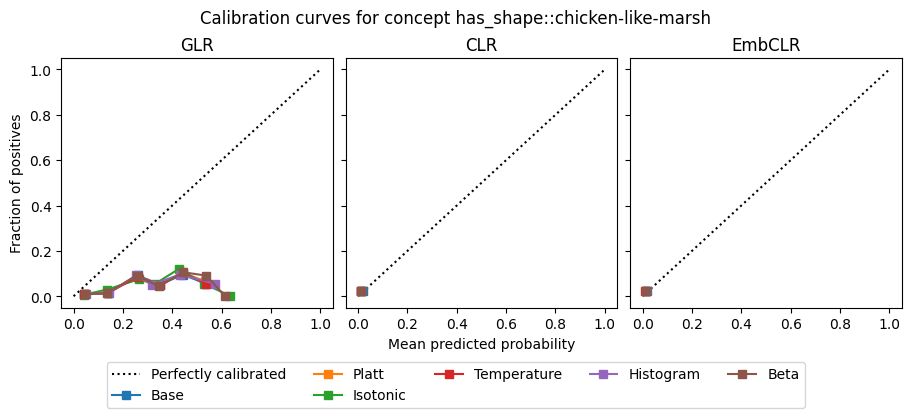 Calibration curves for concept has_shape::chicken-like-marsh
GLR
CLR
EmbCLR
Fraction of positives
1.0
0.8
0.6
0.4
0.2
0.0
0.0 0.2 0.4 0.6 0.8 1.0
0.0 0.2 0.4 0.6 0.8 1.0
0.0 0.2 0.4 0.6 0.8 1.0
Mean predicted probability
Perfectly calibrated
Base
Platt
Isotonic
Temperature
Histogram
Beta